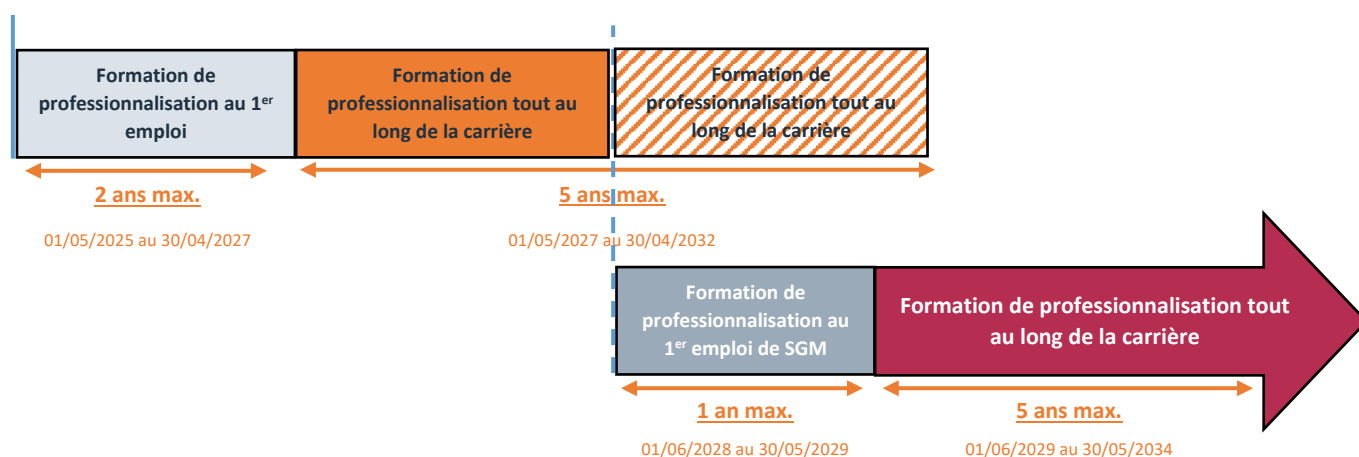 Formation de
professionnalisation au 1er
emploi
Formation de
professionnalisation tout au
long de la carrière
Formation de
professionnalisation tout au
long de la carrière
2 ans max.
5 ans max.
01/05/2025 au 30/04/2027
01/05/2027 au 30/04/2032
Formation de
professionnalisation au
1er emploi de SGM
Formation de professionnalisation tout
au long de la carrière
1 an max.
5 ans max.
01/06/2028 au 30/05/2029
01/06/2029 au 30/05/2034